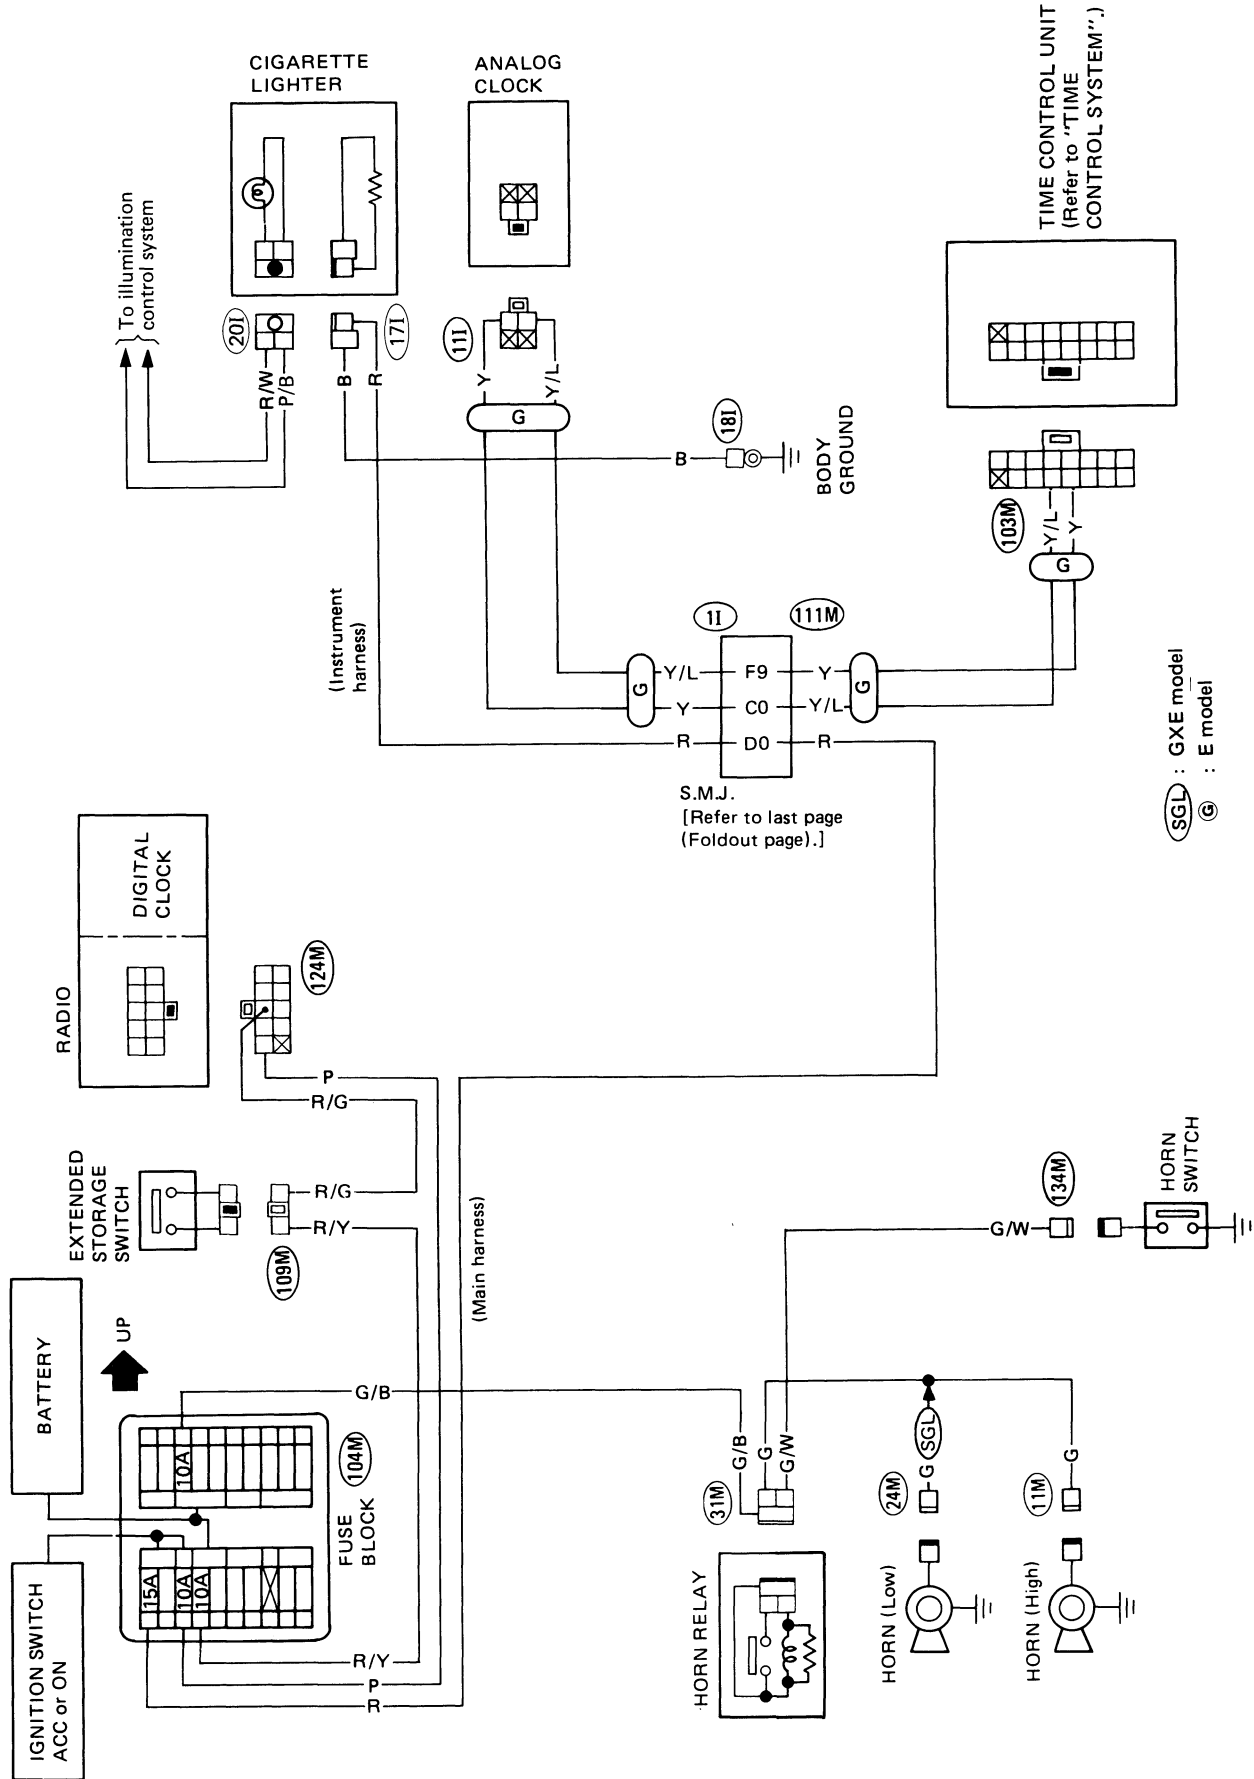 CIGARETTE
LIGHTER
ANALOG
CLOCK
TIME CONTROL UNIT
(Refer to "TIME
CONTROL SYSTEM".)
To illumination
control system
20I
17I
11I
R/W
P/B
B
R
Y
Y/L
G
B
18I
BODY
GROUND
103M
Y/L
Y
G
(Instrument
harness)
1I
111M
G
Y/L
F9
Y
G
Y
C0
Y/L
R
D0
R
S.M.J.
[Refer to last page
(Foldout page).]
SGL : GXE model
G : E model
RADIO
DIGITAL
CLOCK
124M
P
R/G
EXTENDED
STORAGE
SWITCH
R/G
R/Y
109M
(Main harness)
134M
HORN
SWITCH
G/W
BATTERY
UP
G/B
10A
104M
FUSE
BLOCK
15A
10A
10A
IGNITION SWITCH
ACC or ON
R/Y
P
R
G/B
G
G/W
31M
HORN RELAY
SGL
G
24M
HORN (Low)
G
11M
HORN (High)